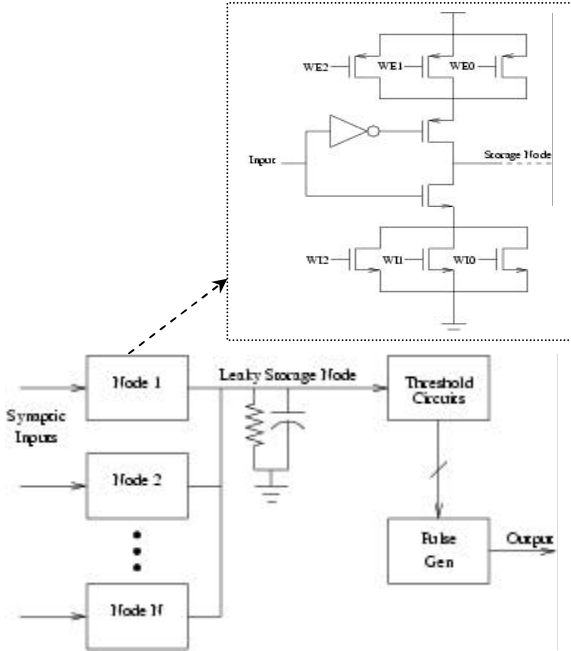 WE2 WE1 WE0
Input
Storage Node
WI2 WI1 WI0
Node 1
Leaky Storage Node
Threshold
Circuits
Synaptic
Inputs
Node 2
Pulse
Gen
Output
Node N